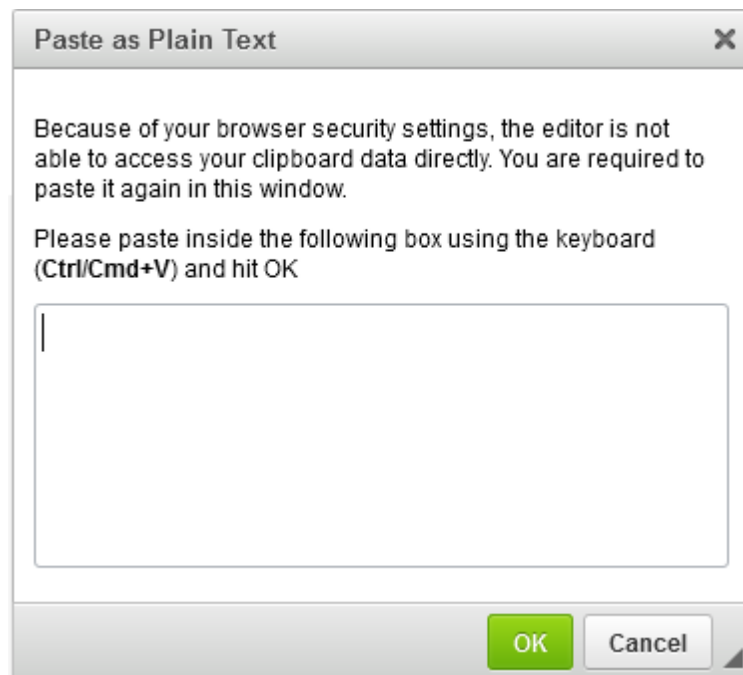 Paste as Plain Text
Because of your browser security settings, the editor is not
able to access your clipboard data directly. You are required to
paste it again in this window.
Please paste inside the following box using the keyboard
(Ctrl/Cmd+V) and hit OK
OK Cancel